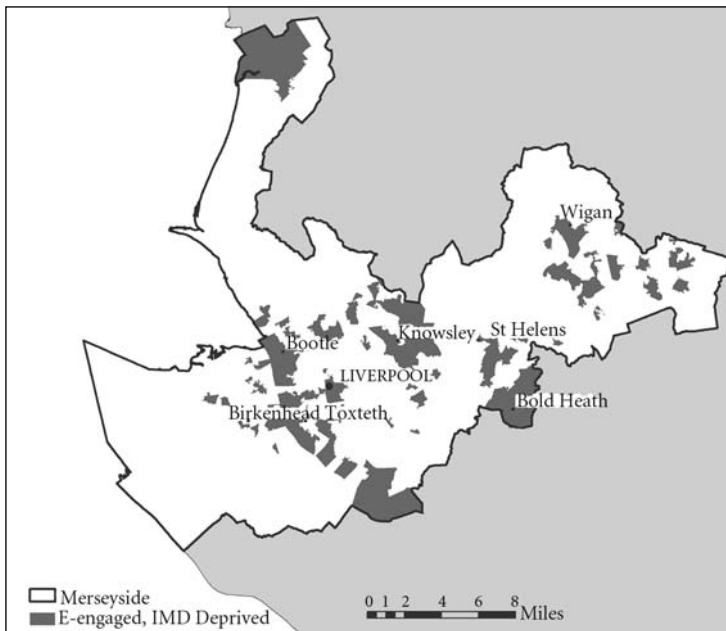 Wigan
St Helens
Knowsley
Bootle
LIVERPOOL
Bold Heath
Birkenhead Toxteth
Merseyside
E-engaged, IMD Deprived
0 1 2 4 6 8
Miles